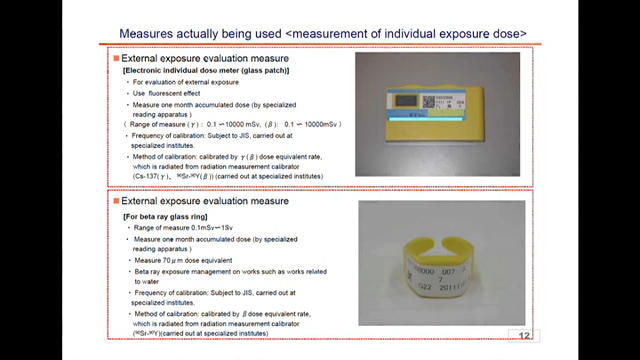 Measures actually being used <measurement of individual exposure dose>
External exposure evaluation measure
[Electronic individual dose meter (glass patch)]
・ For evaluation of external exposure
・ Use fluorescent effect
・ Measure one month accumulated dose (by specialized
reading apparatus)
( Range of measure (γ) : 0.1 ～ 10000 mSv, (β) : 0.1 ～ 10000mSv )
・ Frequency of calibration: Subject to JIS, carried out at
specialized institutes.
・ Method of calibration: calibrated by γ(β) dose equivalent rate,
which is radiated from radiation measurement calibrator
(Cs-137(γ), ⁹⁰Sr-⁹⁰Y(β)) (carried out at specialized institutes)
External exposure evaluation measure
[For beta ray glass ring]
・ Range of measure 0.1mSv～1Sv
・ Measure one month accumulated dose (by specialized
reading apparatus)
・ Measure 70μm dose equivalent
・ Beta ray exposure management on works such as works related
to water
・ Frequency of calibration: Subject to JIS, carried out at
specialized institutes.
・ Method of calibration: calibrated by β dose equivalent rate,
which is radiated from radiation measurement calibrator
(⁹⁰Sr-⁹⁰Y)(carried out at specialized institutes)
007
7
G22 2011
12